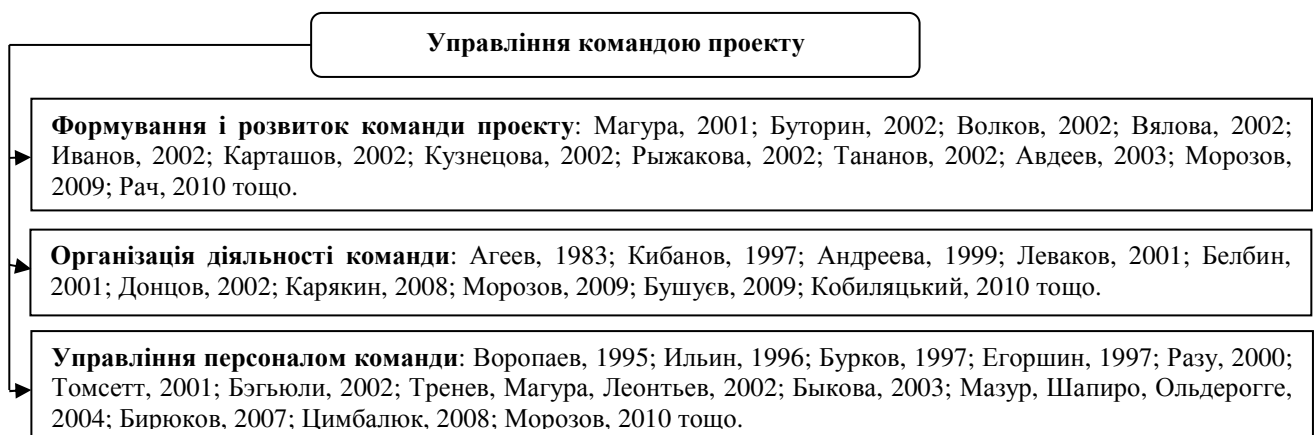 Управління командою проекту
Формування і розвиток команди проекту: Магура, 2001; Буторин, 2002; Волков, 2002; Вялова, 2002;
Иванов, 2002; Карташов, 2002; Кузнецова, 2002; Рыжакова, 2002; Тананов, 2002; Авдеев, 2003; Морозов,
2009; Рач, 2010 тощо.
Організація діяльності команди: Агеев, 1983; Кибанов, 1997; Андреева, 1999; Леваков, 2001; Белбин,
2001; Донцов, 2002; Карякин, 2008; Морозов, 2009; Бушуєв, 2009; Кобиляцький, 2010 тощо.
Управління персоналом команди: Воропаев, 1995; Ильин, 1996; Бурков, 1997; Егоршин, 1997; Разу, 2000;
Томсетт, 2001; Бэгьюли, 2002; Тренев, Магура, Леонтьев, 2002; Быкова, 2003; Мазур, Шапиро, Ольдерогге,
2004; Бирюков, 2007; Цимбалюк, 2008; Морозов, 2010 тощо.